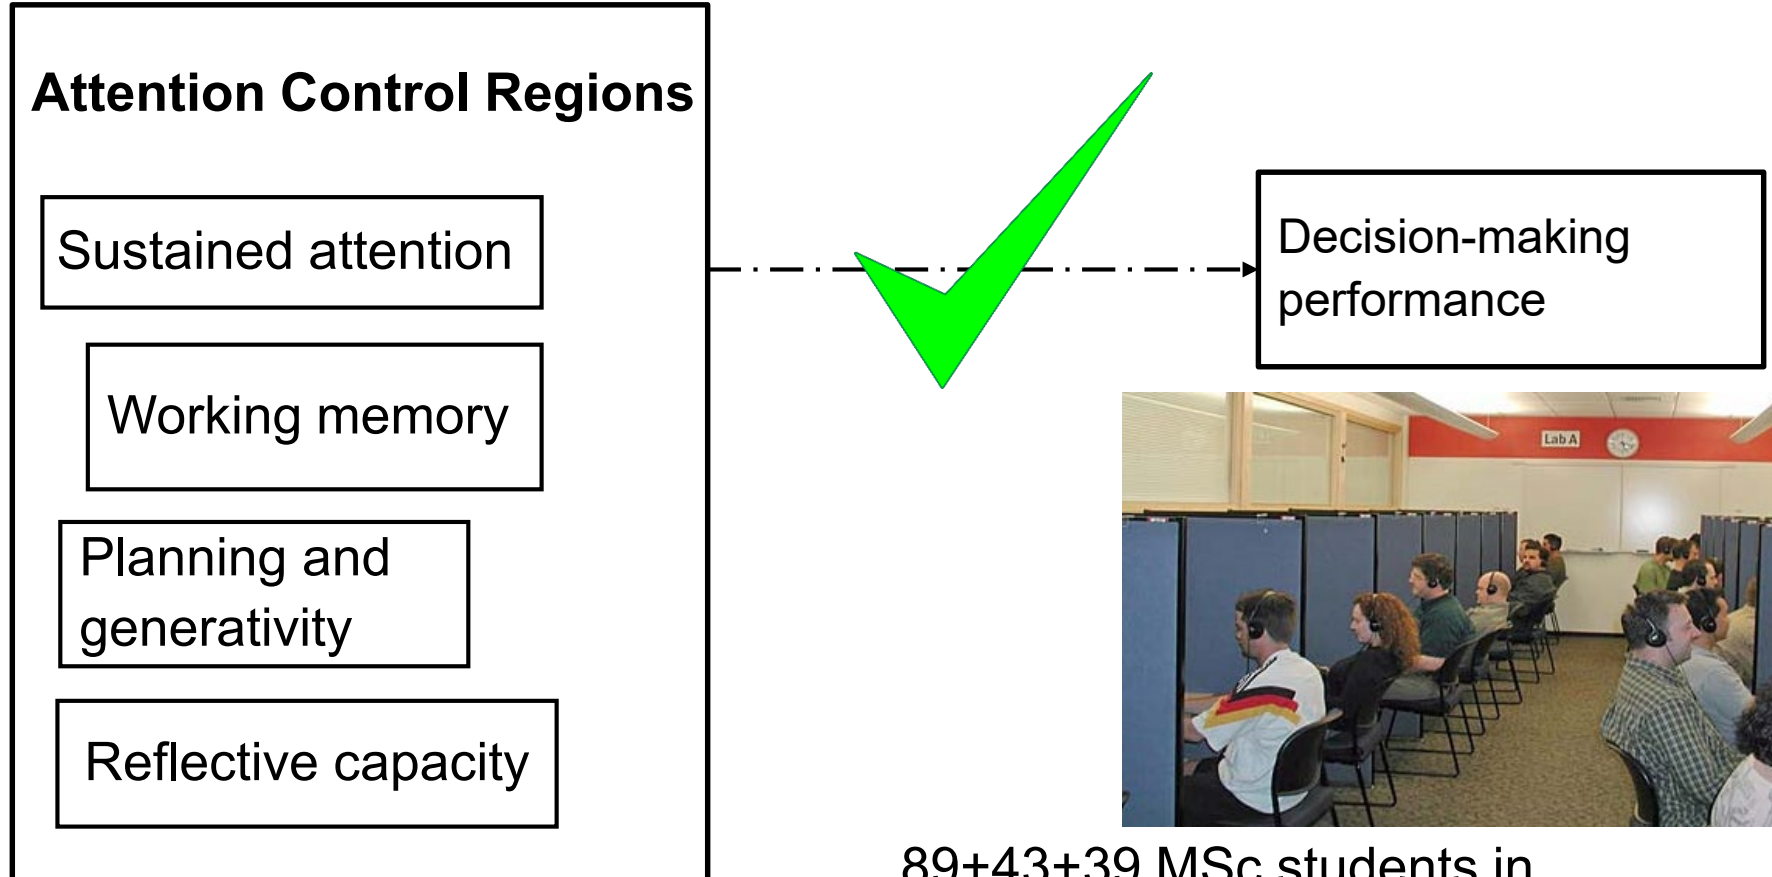 Attention Control Regions
Sustained attention
Working memory
Planning and
generativity
Reflective capacity
Decision-making
performance
Lab A
89+43+39 MSc students in